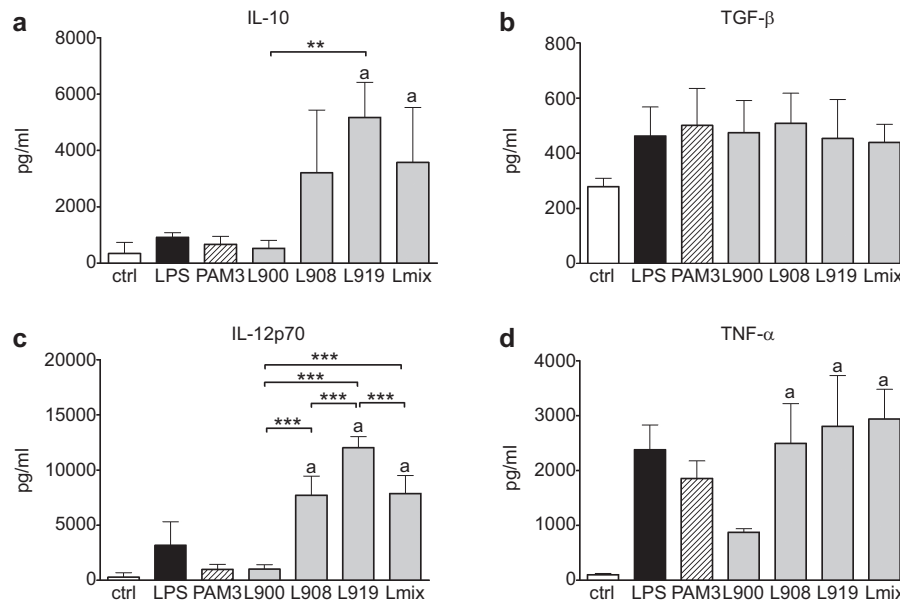 a
IL-10
pg/ml
8000
6000
4000
2000
0
**
a
a
ctrl LPS PAM3 L900 L908 L919 Lmix
b
TGF-β
pg/ml
800
600
400
200
0
ctrl LPS PAM3 L900 L908 L919 Lmix
c
IL-12p70
pg/ml
20000
15000
10000
5000
0
***
***
*** ***
***
a
a
a
ctrl LPS PAM3 L900 L908 L919 Lmix
d
TNF-α
pg/ml
4000
3000
2000
1000
0
a
a
a
ctrl LPS PAM3 L900 L908 L919 Lmix